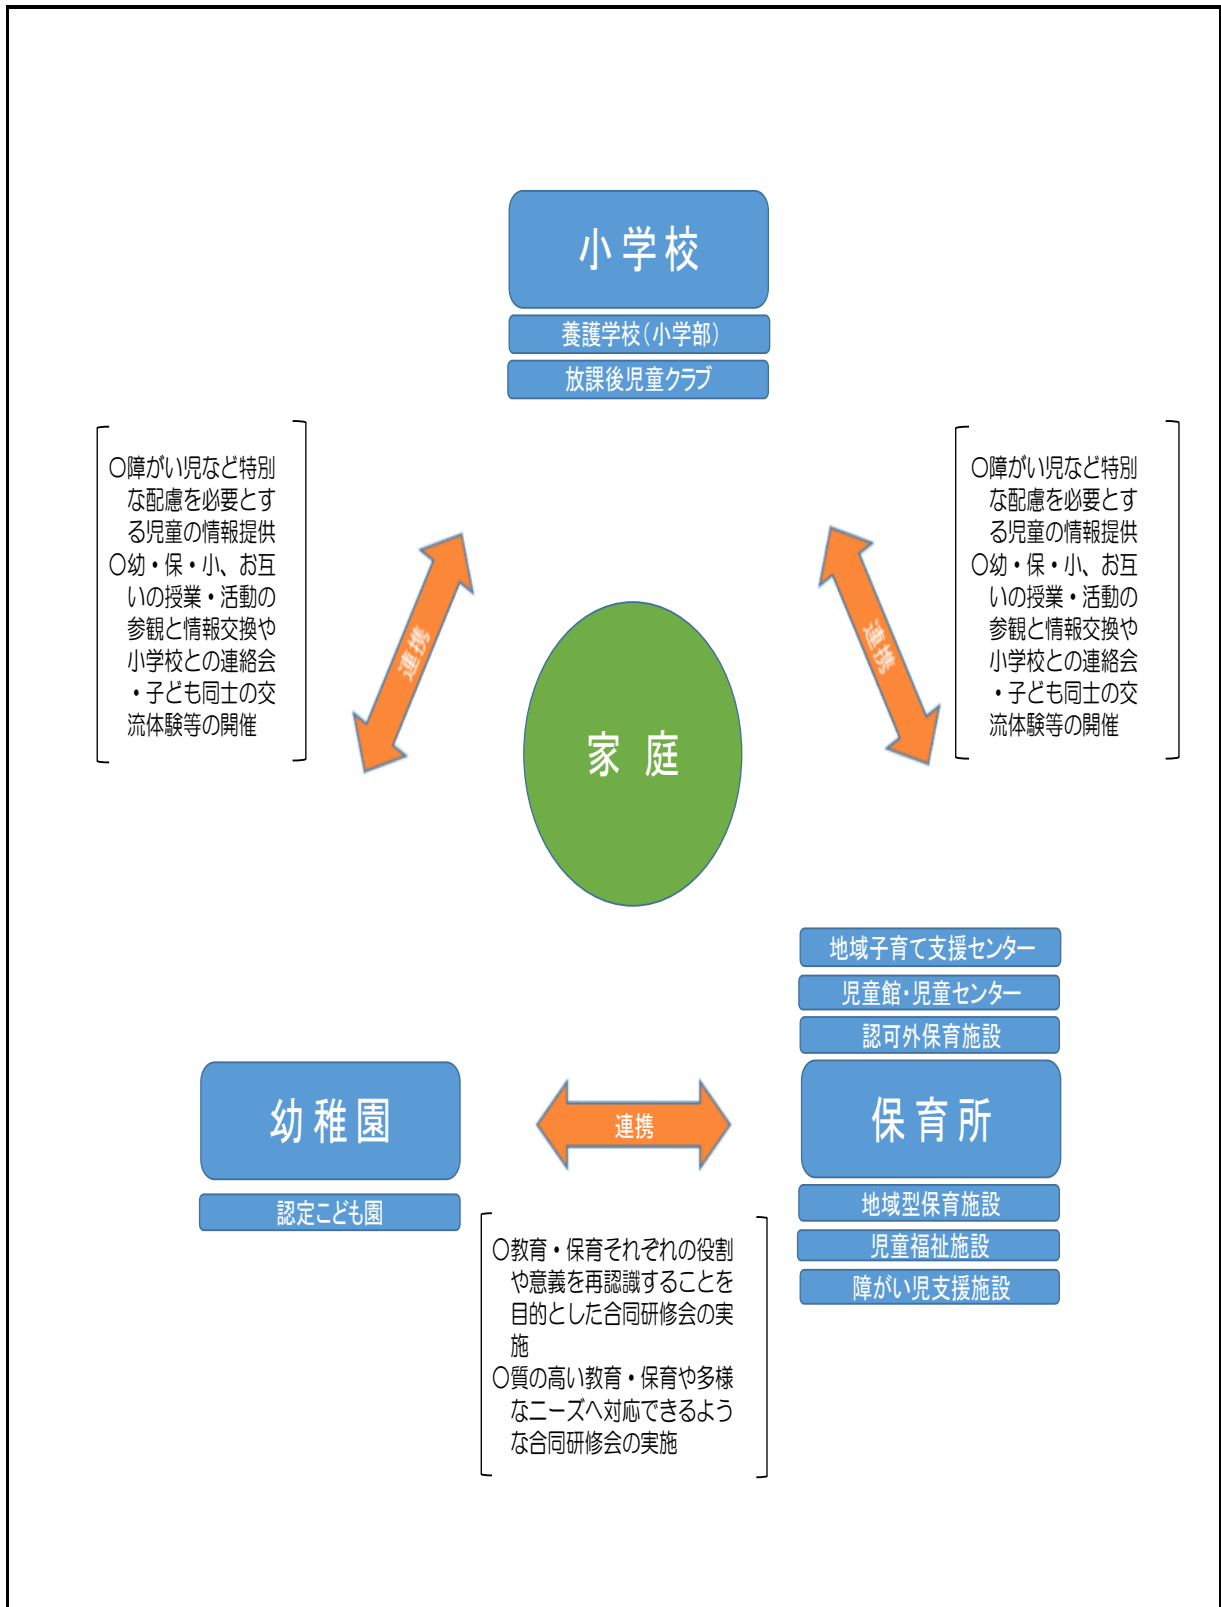 小学校
養護学校（小学部）
放課後児童クラブ
〇障がい児など特別
な配慮を必要とす
る児童の情報提供
〇幼・保・小、お互
いの授業・活動の
参観と情報交換や
小学校との連絡会
・子ども同士の交
流体験等の開催
連携
連携
〇障がい児など特別
な配慮を必要とす
る児童の情報提供
〇幼・保・小、お互
いの授業・活動の
参観と情報交換や
小学校との連絡会
・子ども同士の交
流体験等の開催
家庭
地域子育て支援センター
児童館・児童センター
認可外保育施設
幼稚園
連携
保育所
認定こども園
地域型保育施設
児童福祉施設
障がい児支援施設
〇教育・保育それぞれの役割
や意義を再認識することを
目的とした合同研修会の実
施
〇質の高い教育・保育や多様
なニーズへ対応できるよう
な合同研修会の実施